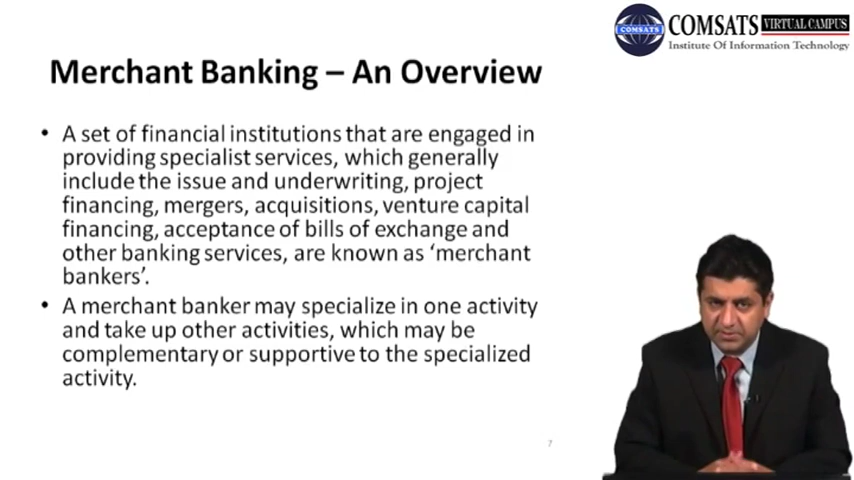 COMSATS VIRTUAL CAMPUS
COMSATS
Institute Of Information Technology
Merchant Banking – An Overview
• A set of financial institutions that are engaged in
providing specialist services, which generally
include the issue and underwriting, project
financing, mergers, acquisitions, venture capital
financing, acceptance of bills of exchange and
other banking services, are known as ‘merchant
bankers’.
• A merchant banker may specialize in one activity
and take up other activities, which may be
complementary or supportive to the specialized
activity.
7